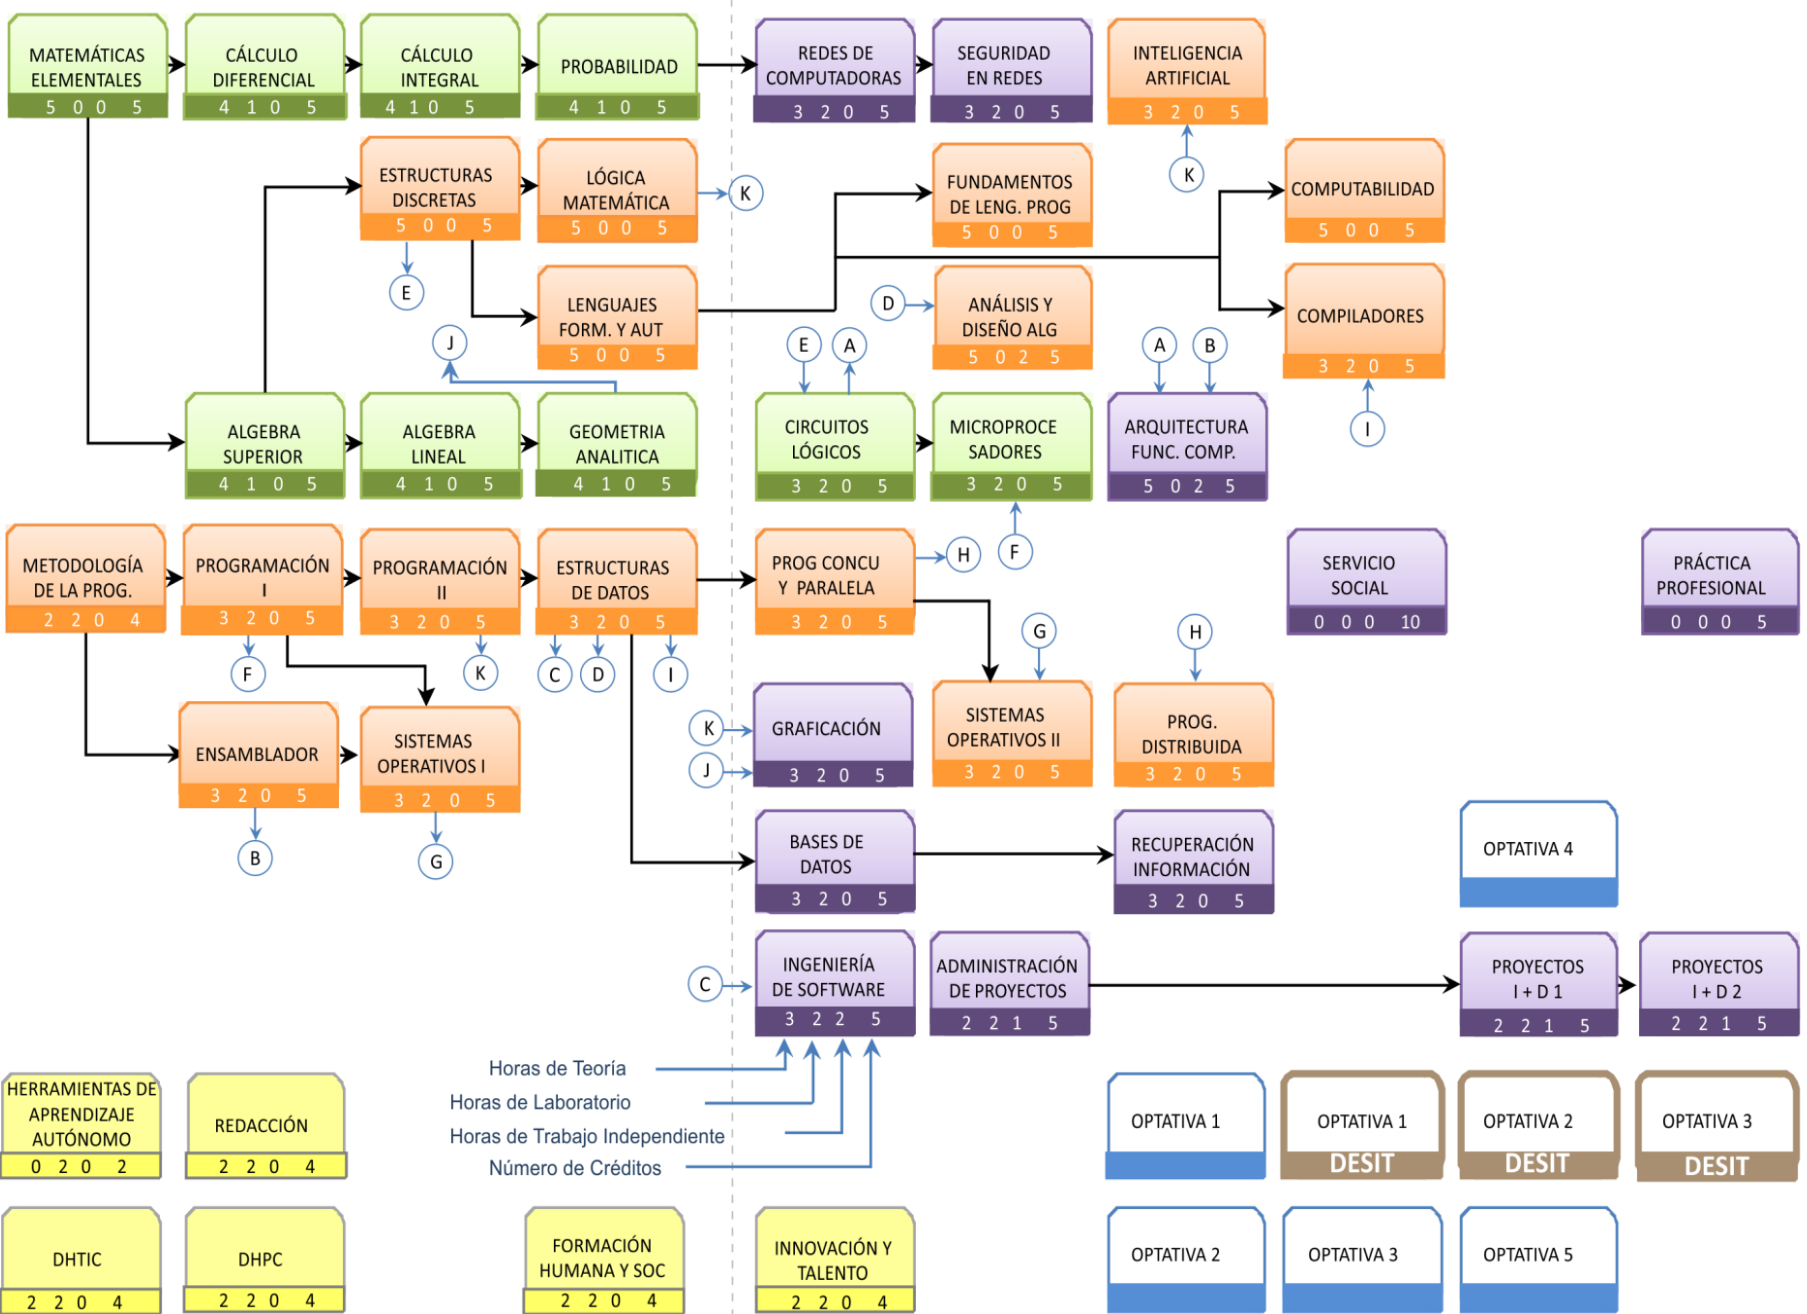 MATEMÁTICAS
ELEMENTALES
5 0 0 5
CÁLCULO
DIFERENCIAL
4 1 0 5
CÁLCULO
INTEGRAL
4 1 0 5
PROBABILIDAD
4 1 0 5
REDES DE
COMPUTADORAS
3 2 0 5
SEGURIDAD
EN REDES
3 2 0 5
INTELIGENCIA
ARTIFICIAL
3 2 0 5
K
ESTRUCTURAS
DISCRETAS
5 0 0 5
E
LÓGICA
MATEMÁTICA
5 0 0 5
K
FUNDAMENTOS
DE LENG. PROG
5 0 0 5
COMPUTABILIDAD
5 0 0 5
LENGUAJES
FORM. Y AUT
5 0 0 5
D
ANÁLISIS Y
DISEÑO ALG
5 0 2 5
COMPILADORES
3 2 0 5
I
J
E
A
A
B
ALGEBRA
SUPERIOR
4 1 0 5
ALGEBRA
LINEAL
4 1 0 5
GEOMETRIA
ANALITICA
4 1 0 5
CIRCUITOS
LÓGICOS
3 2 0 5
MICROPROCE
SADORES
3 2 0 5
F
ARQUITECTURA
FUNC. COMP.
5 0 2 5
METODOLOGÍA
DE LA PROG.
2 2 0 4
PROGRAMACIÓN
I
3 2 0 5
F
PROGRAMACIÓN
II
3 2 0 5
K
ESTRUCTURAS
DE DATOS
3 2 0 5
C
D
I
PROG CONCU
Y PARALELA
3 2 0 5
H
SERVICIO
SOCIAL
0 0 0 10
PRÁCTICA
PROFESIONAL
0 0 0 5
ENSAMBLADOR
3 2 0 5
B
SISTEMAS
OPERATIVOS I
3 2 0 5
G
K
J
GRAFICACIÓN
3 2 0 5
G
SISTEMAS
OPERATIVOS II
3 2 0 5
H
PROG.
DISTRIBUIDA
3 2 0 5
BASES DE
DATOS
3 2 0 5
RECUPERACIÓN
INFORMACIÓN
3 2 0 5
OPTATIVA 4
C
INGENIERÍA
DE SOFTWARE
3 2 2 5
ADMINISTRACIÓN
DE PROYECTOS
2 2 1 5
PROYECTOS
I + D 1
2 2 1 5
PROYECTOS
I + D 2
2 2 1 5
Horas de Teoría
Horas de Laboratorio
Horas de Trabajo Independiente
Número de Créditos
HERRAMIENTAS DE
APRENDIZAJE
AUTÓNOMO
0 2 0 2
REDACCIÓN
2 2 0 4
OPTATIVA 1
OPTATIVA 1
DESIT
OPTATIVA 2
DESIT
OPTATIVA 3
DESIT
DHTIC
2 2 0 4
DHPC
2 2 0 4
FORMACIÓN
HUMANA Y SOC
2 2 0 4
INNOVACIÓN Y
TALENTO
2 2 0 4
OPTATIVA 2
OPTATIVA 3
OPTATIVA 5